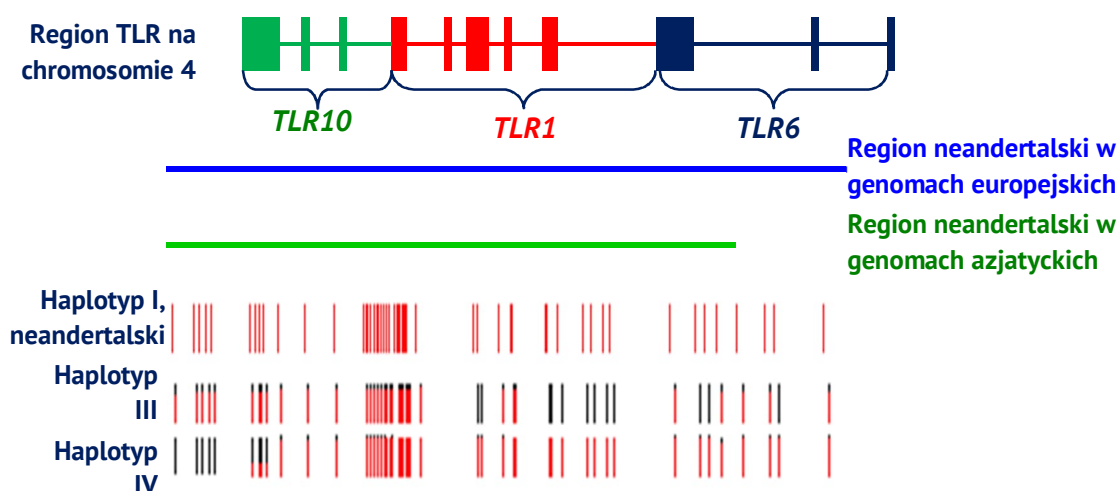 Region TLR na
chromosomie 4
TLR10
TLR1
TLR6
Region neandertalski w
genomach europejskich
Region neandertalski w
genomach azjatyckich
Haplotyp I,
neandertalski
Haplotyp
III
Haplotyp
IV